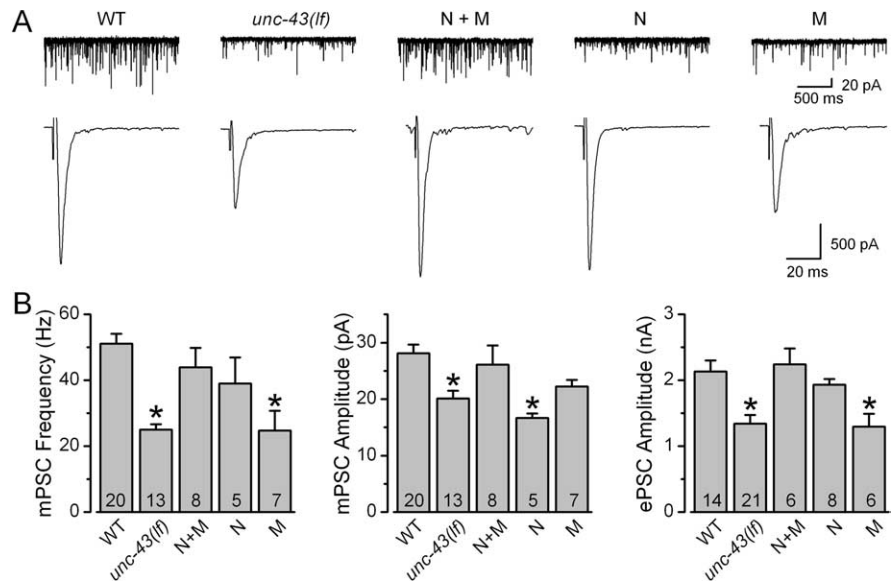 A
WT
unc-43(lf)
N + M
N
M
20 pA
500 ms
500 pA
20 ms
B
mPSC Frequency (Hz)
60
40
20
0
*
*
20 13 8 5 7
WT unc-43(lf) N+M N M
mPSC Amplitude (pA)
30
20
10
0
*
*
20 13 8 5 7
WT unc-43(lf) N+M N M
ePSC Amplitude (nA)
3
2
1
0
*
*
14 21 6 8 6
WT unc-43(lf) N+M N M